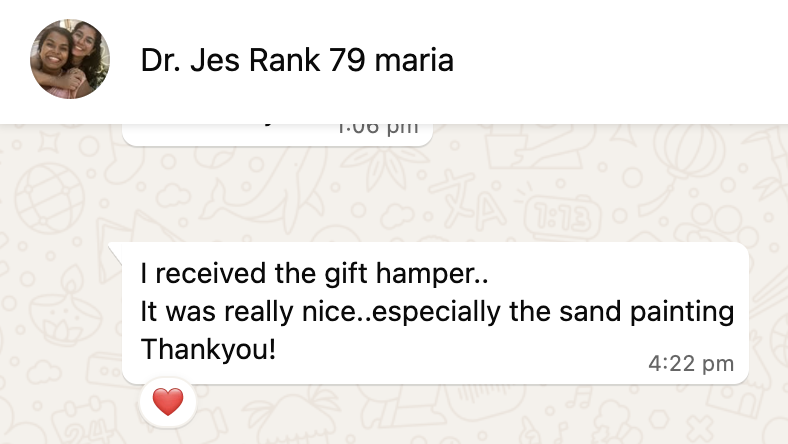 Dr. Jes Rank 79 maria
1:06 pm
I received the gift hamper..
It was really nice..especially the sand painting
Thankyou!
4:22 pm